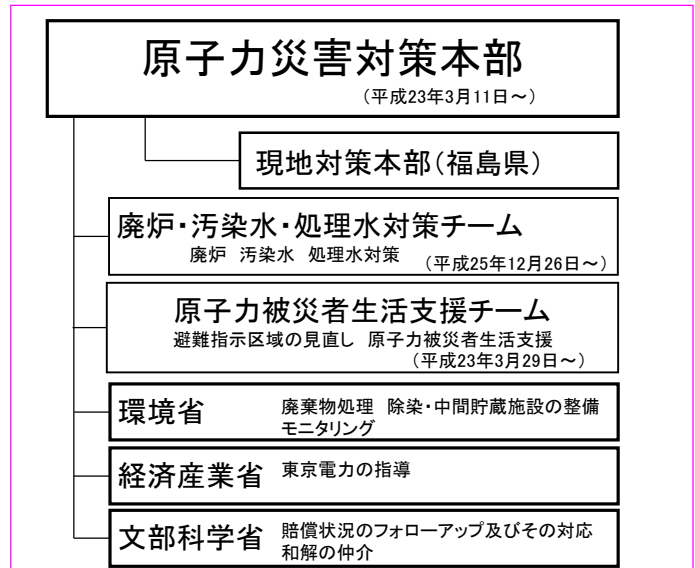 原子力災害対策本部
(平成23年3月11日～)
現地対策本部(福島県)
廃炉・汚染水・処理水対策チーム
廃炉 汚染水 処理水対策 (平成25年12月26日～)
原子力被災者生活支援チーム
避難指示区域の見直し 原子力被災者生活支援
(平成23年3月29日～)
環境省 廃棄物処理 除染・中間貯蔵施設の整備
モニタリング
経済産業省 東京電力の指導
文部科学省 賠償状況のフォローアップ及びその対応
和解の仲介